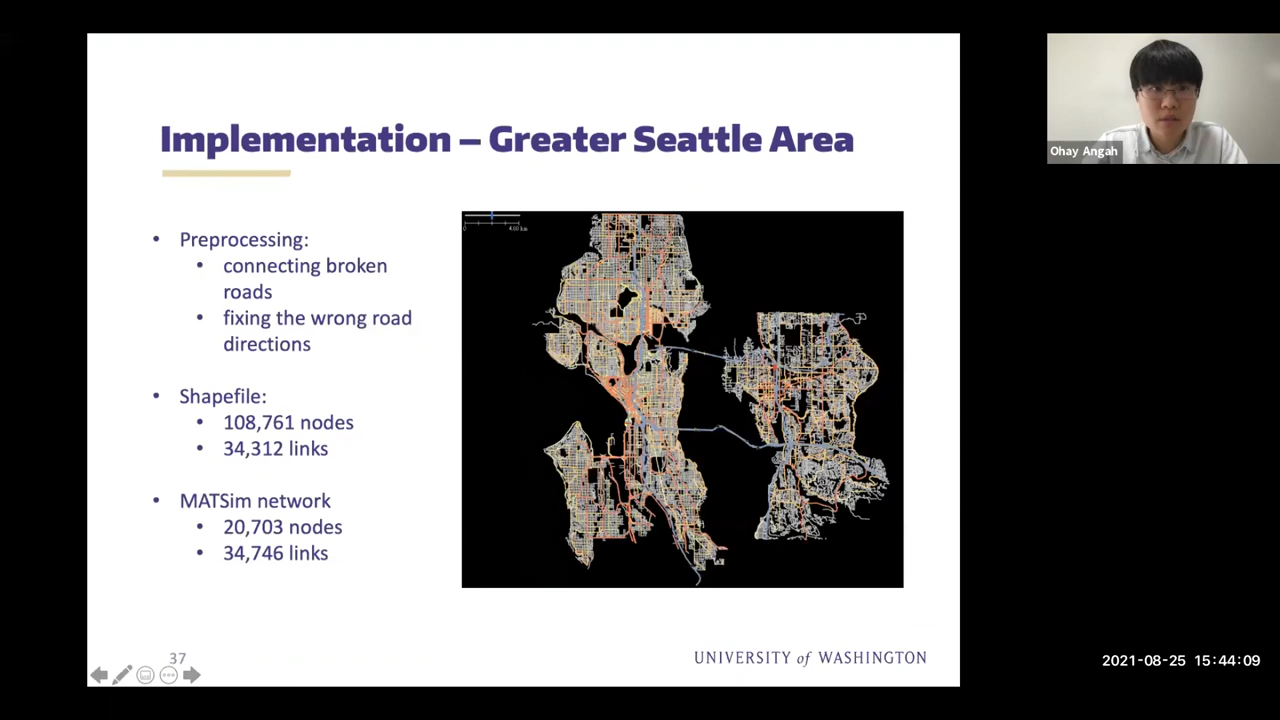 Implementation – Greater Seattle Area
• Preprocessing:
• connecting broken
roads
• fixing the wrong road
directions
• Shapefile:
• 108,761 nodes
• 34,312 links
• MATSim network
• 20,703 nodes
• 34,746 links
37
UNIVERSITY of WASHINGTON
Ohay Angah
2021-08-25 15:44:09